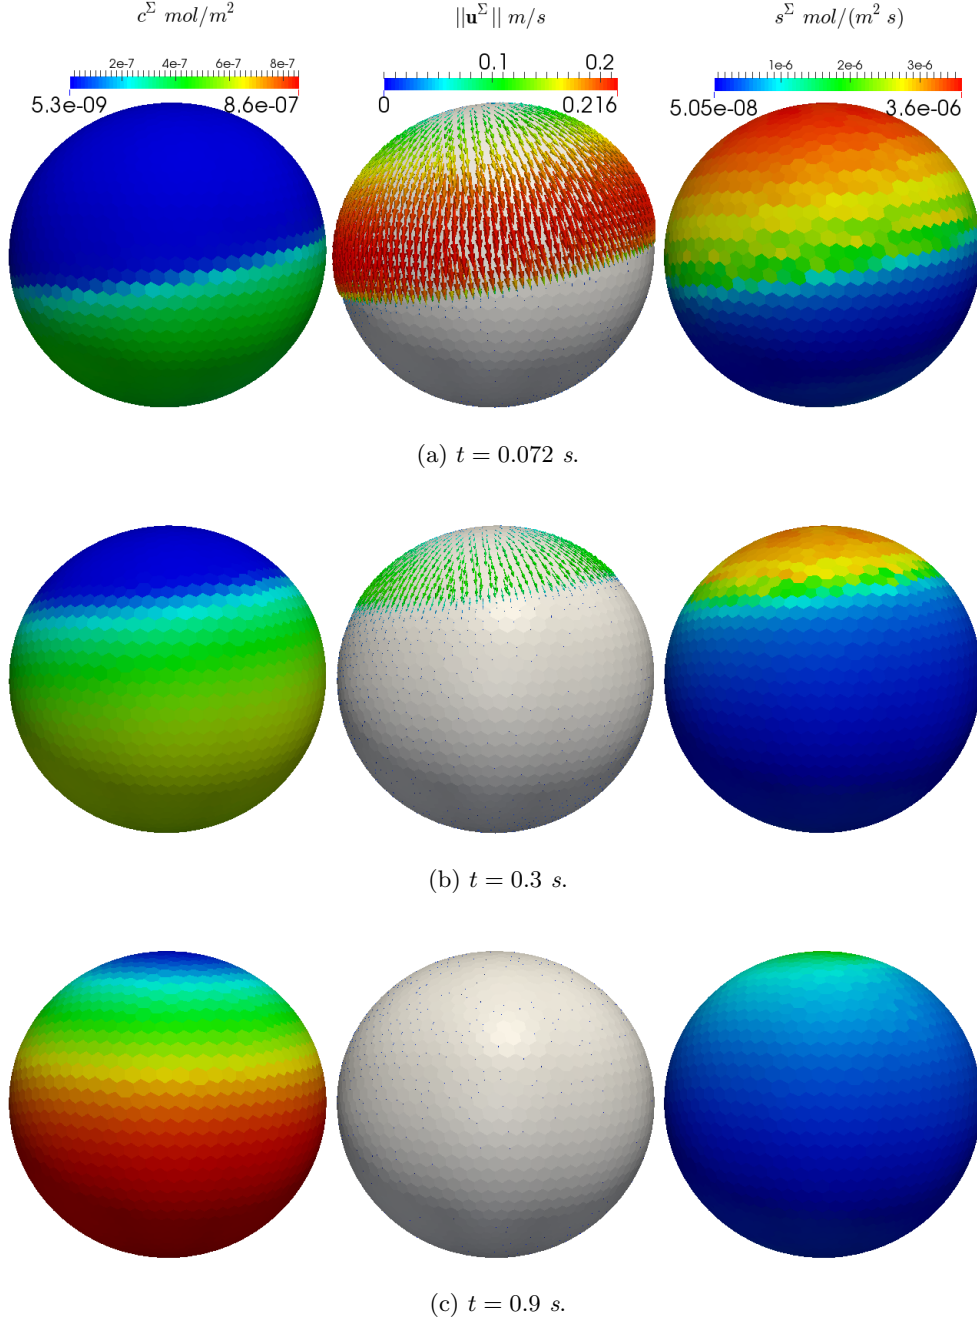 c^Σ mol/m^2
||u^Σ|| m/s
s^Σ mol/(m^2 s)
2e-7 4e-7 6e-7 8e-7
5.3e-09 8.6e-07
0.1 0.2
0 0.216
1e-6 2e-6 3e-6
5.05e-08 3.6e-06
(a) t = 0.072 s.
(b) t = 0.3 s.
(c) t = 0.9 s.